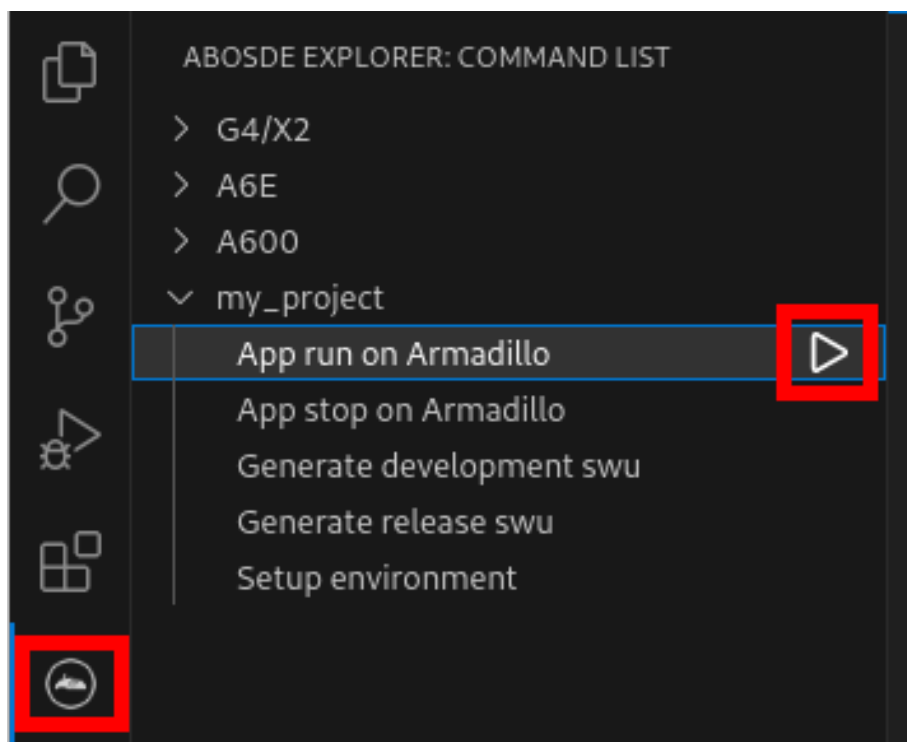 ABOSDE EXPLORER: COMMAND LIST
G4/X2
A6E
A600
my_project
App run on Armadillo
App stop on Armadillo
Generate development swu
Generate release swu
Setup environment